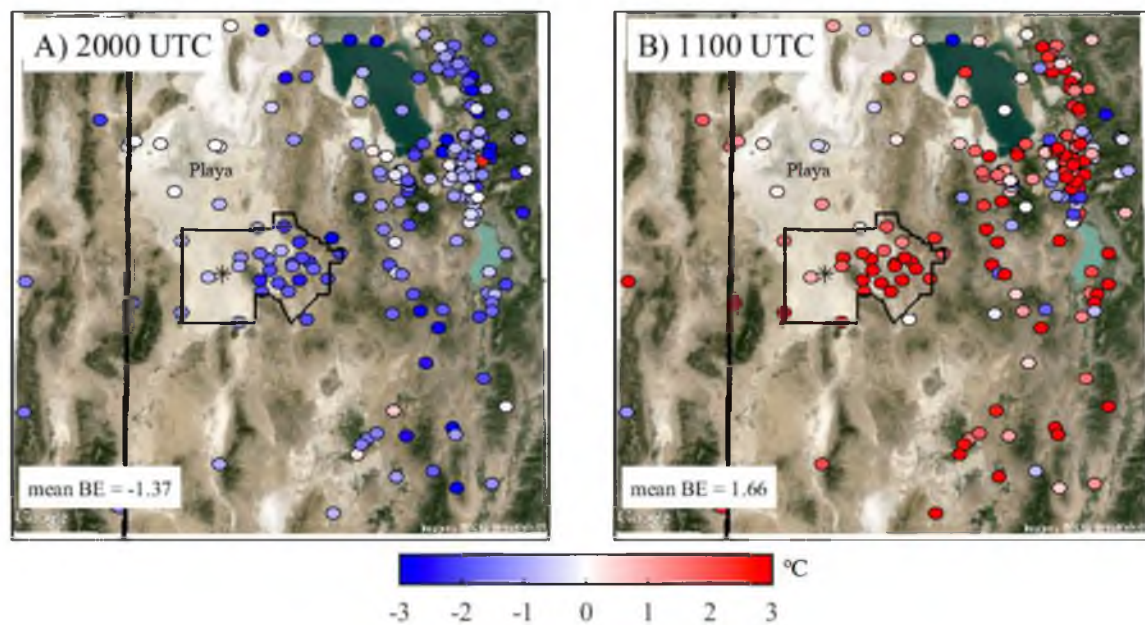 A) 2000 UTC
B) 1100 UTC
Playa
Playa
mean BE = -1.37
mean BE = 1.66
°C
-3 -2 -1 0 1 2 3